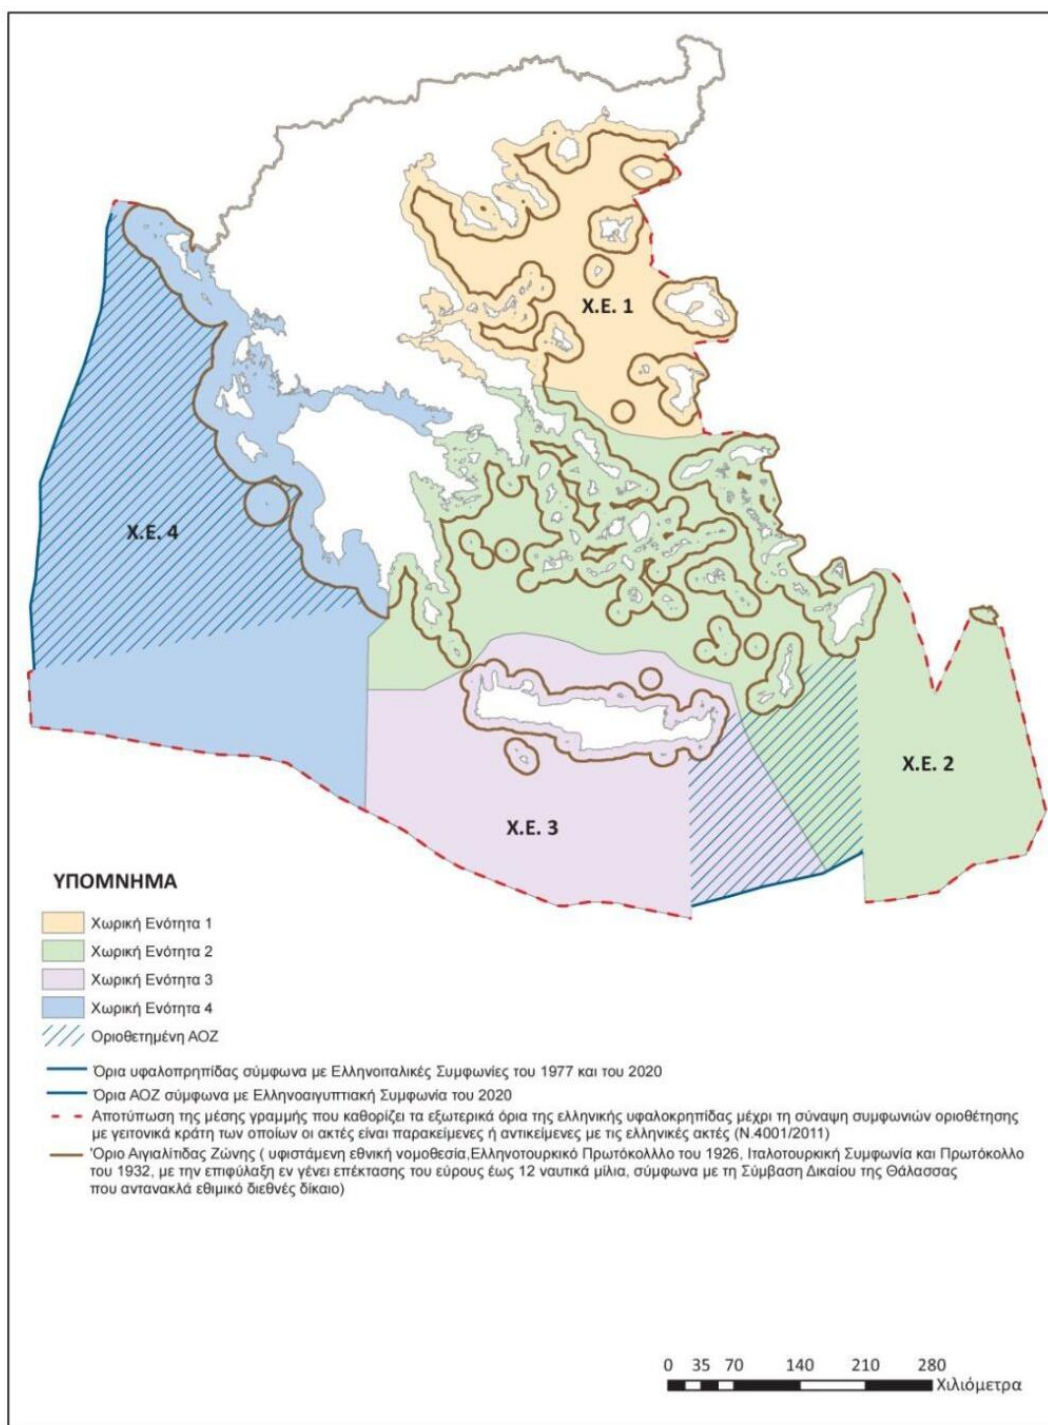 Χ.Ε. 1
Χ.Ε. 4
Χ.Ε. 2
Χ.Ε. 3
ΥΠΟΜΝΗΜΑ
Χωρική Ενότητα 1
Χωρική Ενότητα 2
Χωρική Ενότητα 3
Χωρική Ενότητα 4
Οριοθετημένη ΑΟΖ
Όρια υφαλοπρηπίδας σύμφωνα με Ελληνοιταλικές Συμφωνίες του 1977 και του 2020
Όρια ΑΟΖ σύμφωνα με Ελληνοαιγυπτιακή Συμφωνία του 2020
Αποτύπωση της μέσης γραμμής που καθορίζει τα εξωτερικά όρια της ελληνικής υφαλοκρηπίδας μέχρι τη σύναψη συμφωνιών οριοθέτησης
με γειτονικά κράτη των οποίων οι ακτές είναι παρακείμενες ή αντικείμενες με τις ελληνικές ακτές (Ν.4001/2011)
'Οριο Αιγιαλίτιδας Ζώνης ( υφιστάμενη εθνική νομοθεσία,Ελληνοτουρκικό Πρωτόκολλλο του 1926, Ιταλοτουρκική Συμφωνία και Πρωτόκολλο
του 1932, με την επιφύλαξη εν γένει επέκτασης του εύρους έως 12 ναυτικά μίλια, σύμφωνα με τη Σύμβαση Δικαίου της Θάλασσας
που αντανακλά εθιμικό διεθνές δίκαιο)
0 35 70 140 210 280
Χιλιόμετρα